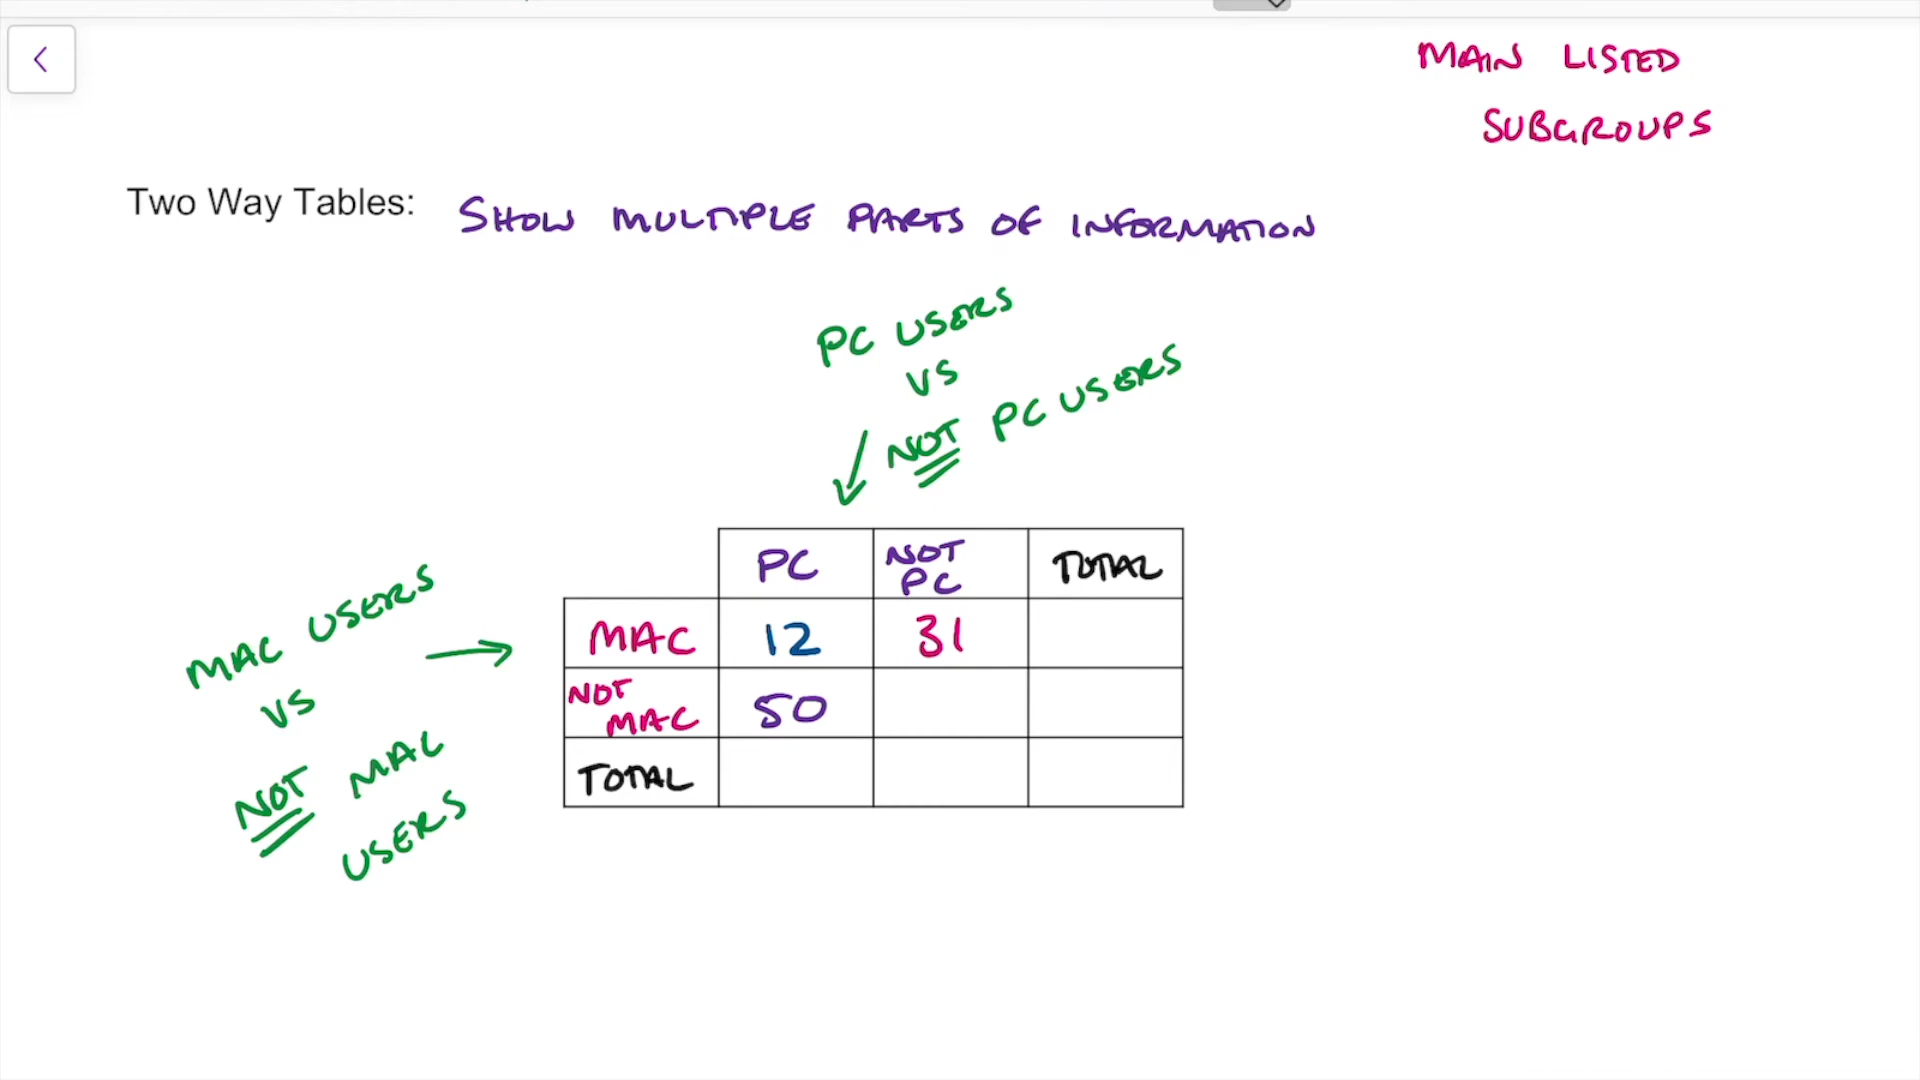 MAIN LISTED
SUBGROUPS
Two Way Tables: SHOW MULTIPLE PARTS OF INFORMATION
PC USERS
VS
NOT PC USERS
MAC USERS
VS
NOT MAC
USERS
PC NOT PC TOTAL
MAC 12 31
NOT MAC 50
TOTAL